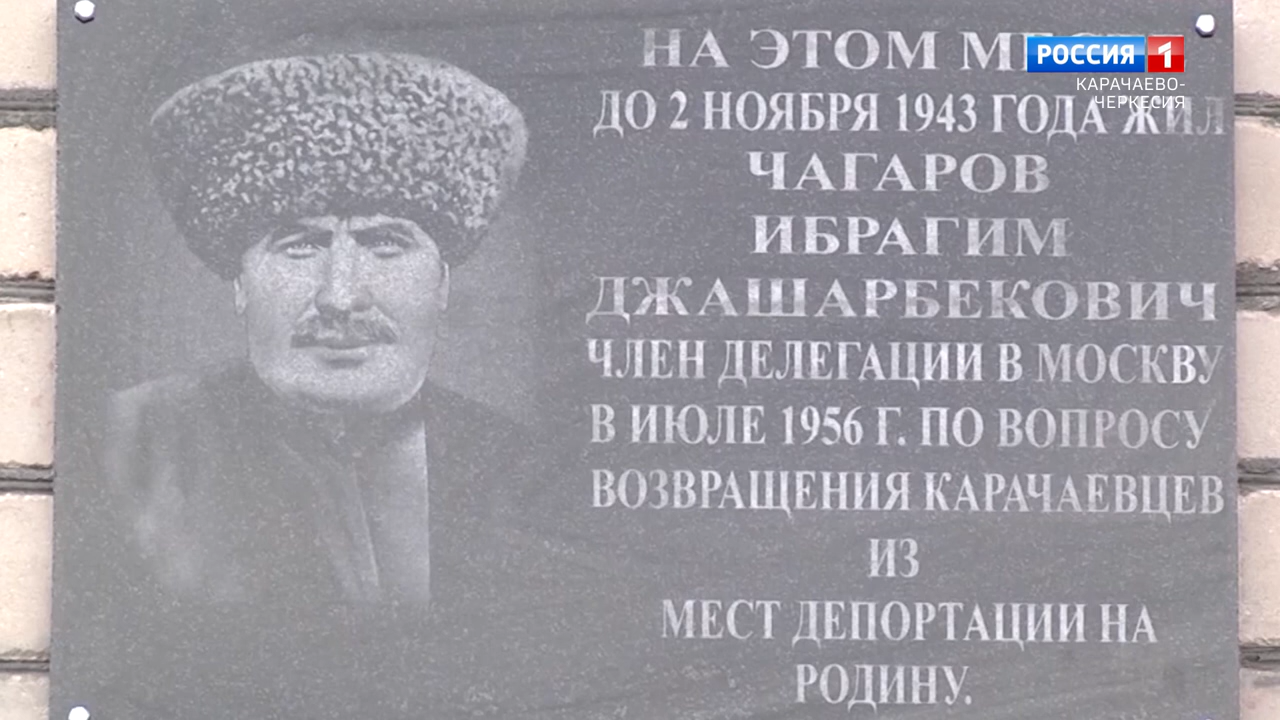 НА ЭТОМ
РОССИЯ 1
КАРАЧАЕВО-
ЧЕРКЕСИЯ
ДО 2 НОЯБРЯ 1943 ГОДА ЖИЛ
ЧАГАРОВ
ИБРАГИМ
ДЖАШАРБЕКОВИЧ
ЧЛЕН ДЕЛЕГАЦИИ В МОСКВУ
В ИЮЛЕ 1956 Г. ПО ВОПРОСУ
ВОЗВРАЩЕНИЯ КАРАЧАЕВЦЕВ
ИЗ
МЕСТ ДЕПОРТАЦИИ НА
РОДИНУ.